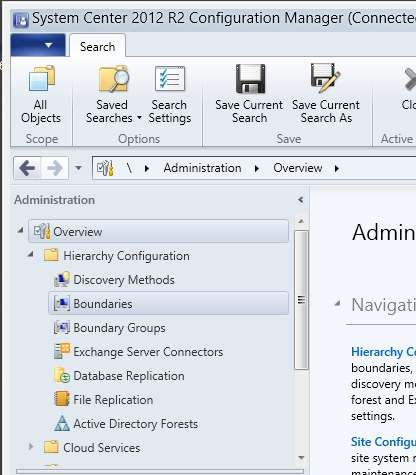 System Center 2012 R2 Configuration Manager (Connecte
Search
All Objects
Saved Searches
Search Settings
Save Current Search
Save Current Search As
Clo
Scope
Options
Save
Active
\ Administration Overview
Administration
Overview
Hierarchy Configuration
Discovery Methods
Boundaries
Boundary Groups
Exchange Server Connectors
Database Replication
File Replication
Active Directory Forests
Cloud Services
Admin
Navigati
Hierarchy Co
boundaries,
discovery me
forest and Ex
settings.
Site Configu
site system r
maintenance